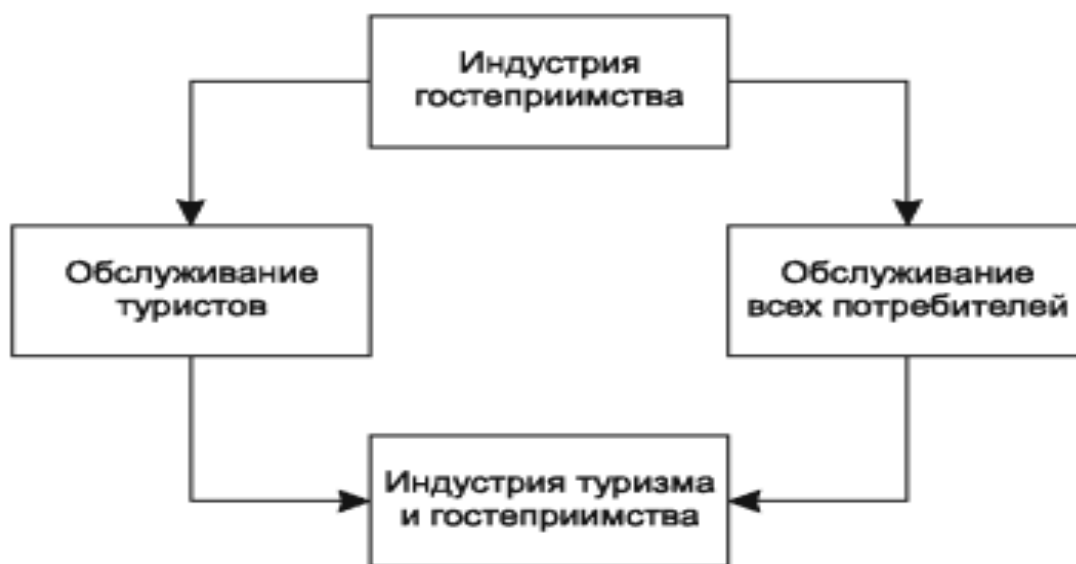 Индустрия
гостеприимства
Обслуживание
туристов
Обслуживание
всех потребителей
Индустрия туризма
и гостеприимства